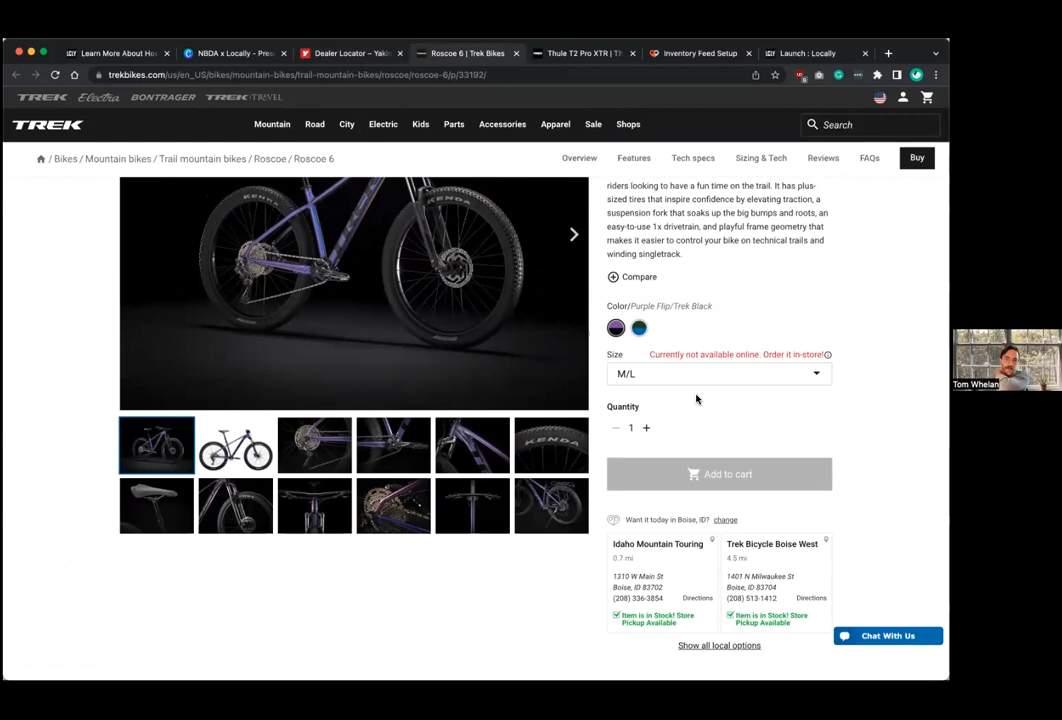 Learn More About Ho
NBDA x Locally - Pres
Dealer Locator – Yaki
Roscoe 6 | Trek Bikes
Thule T2 Pro XTR | Th
Inventory Feed Setup
Launch : Locally
trekbikes.com/us/en_US/bikes/mountain-bikes/trail-mountain-bikes/roscoe/roscoe-6/p/33192/
TREK Electra BONTRAGER TREK TRAVEL
TREK
Mountain Road City Electric Kids Parts Accessories Apparel Sale Shops
Search
/ Bikes / Mountain bikes / Trail mountain bikes / Roscoe / Roscoe 6
Overview Features Tech specs Sizing & Tech Reviews FAQs Buy
KENDA
KENDA
TREK
riders looking to have a fun time on the trail. It has plus-
sized tires that inspire confidence by elevating traction, a
suspension fork that soaks up the big bumps and roots, an
easy-to-use 1x drivetrain, and playful frame geometry that
makes it easier to control your bike on technical trails and
winding singletrack.
Compare
Color/Purple Flip/Trek Black
Size Currently not available online. Order it in-store!
M/L
Quantity
1
Add to cart
KENDA
Want it today in Boise, ID? change
Idaho Mountain Touring
0.7 mi
1310 W Main St
Boise, ID 83702
(208) 336-3854 Directions
Item is in Stock! Store
Pickup Available
Trek Bicycle Boise West
4.5 mi
1401 N Milwaukee St
Boise, ID 83704
(208) 513-1412 Directions
Item is in Stock! Store
Pickup Available
Show all local options
Chat With Us
Tom Whelan